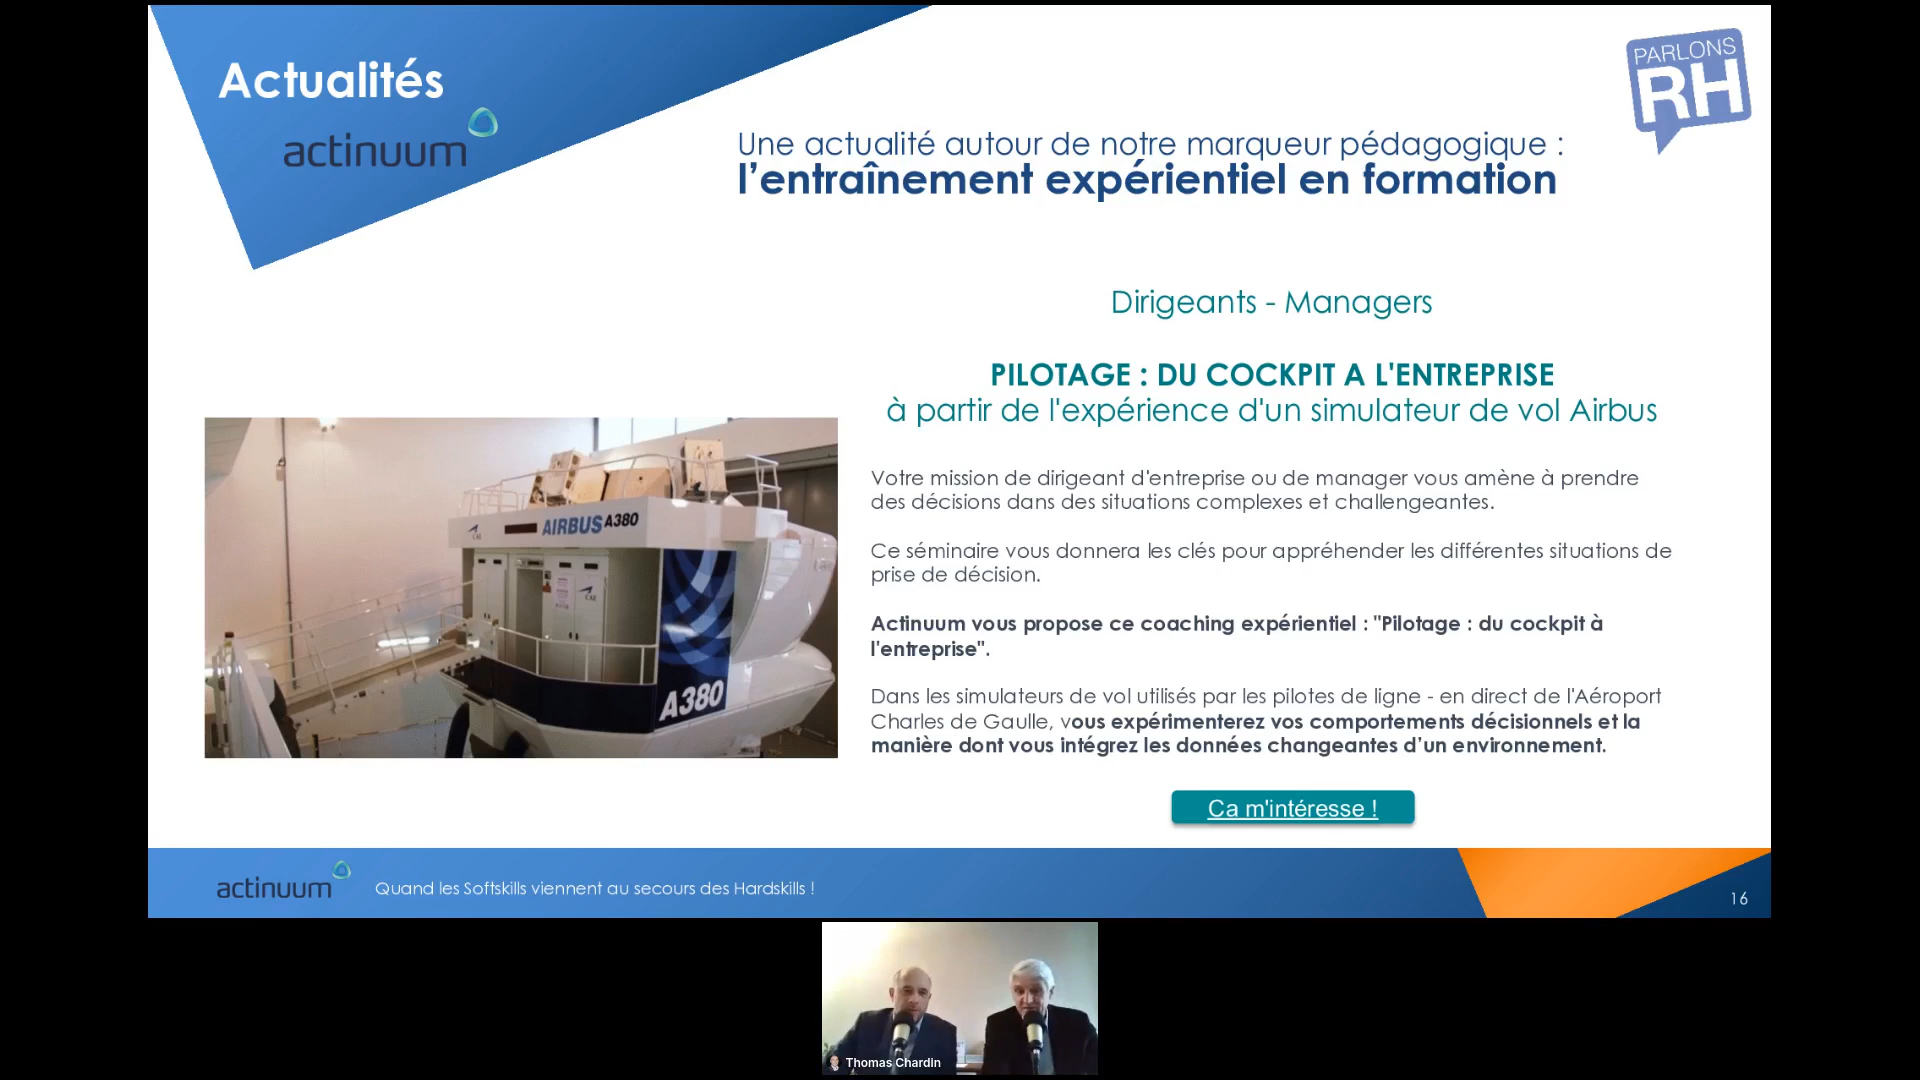 Actualités
actinuum
PARLONS
RH
Une actualité autour de notre marqueur pédagogique :
l’entraînement expérientiel en formation
Dirigeants - Managers
PILOTAGE : DU COCKPIT A L'ENTREPRISE
à partir de l'expérience d'un simulateur de vol Airbus
AIRBUS A380
CAE
CAE
A380
Votre mission de dirigeant d'entreprise ou de manager vous amène à prendre
des décisions dans des situations complexes et challengeantes.
Ce séminaire vous donnera les clés pour appréhender les différentes situations de
prise de décision.
Actinuum vous propose ce coaching expérientiel : "Pilotage : du cockpit à
l'entreprise".
Dans les simulateurs de vol utilisés par les pilotes de ligne - en direct de l'Aéroport
Charles de Gaulle, vous expérimenterez vos comportements décisionnels et la
manière dont vous intégrez les données changeantes d’un environnement.
Ca m'intéresse !
actinuum
Quand les Softskills viennent au secours des Hardskills !
16
Thomas Chardin